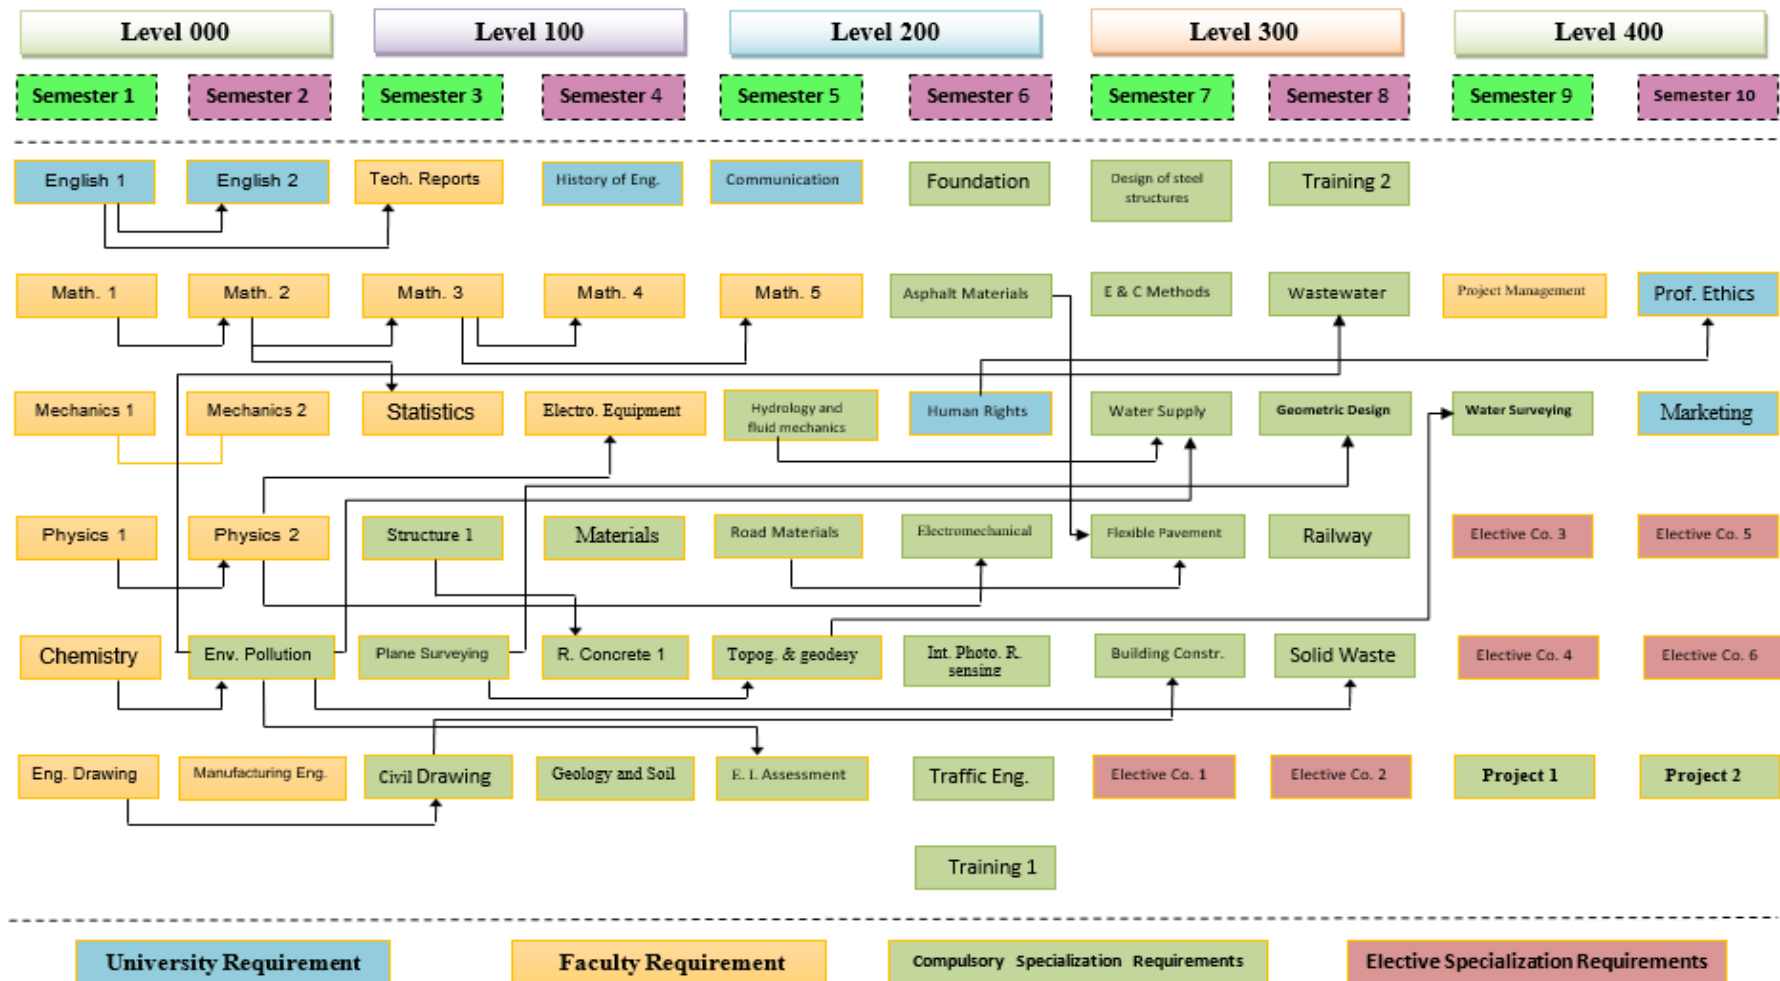 Level 000
Level 100
Level 200
Level 300
Level 400
Semester 1
Semester 2
Semester 3
Semester 4
Semester 5
Semester 6
Semester 7
Semester 8
Semester 9
Semester 10
English 1
English 2
Tech. Reports
History of Eng.
Communication
Foundation
Design of steel
structures
Training 2
Math. 1
Math. 2
Math. 3
Math. 4
Math. 5
Asphalt Materials
E & C Methods
Wastewater
Project Management
Prof. Ethics
Mechanics 1
Mechanics 2
Statistics
Electro. Equipment
Hydrology and
fluid mechanics
Human Rights
Water Supply
Geometric Design
Water Surveying
Marketing
Physics 1
Physics 2
Structure 1
Materials
Road Materials
Electromechanical
Flexible Pavement
Railway
Elective Co. 3
Elective Co. 5
Chemistry
Env. Pollution
Plane Surveying
R. Concrete 1
Topog. & geodesy
Int. Photo. R.
sensing
Building Constr.
Solid Waste
Elective Co. 4
Elective Co. 6
Eng. Drawing
Manufacturing Eng.
Civil Drawing
Geology and Soil
E. I. Assessment
Traffic Eng.
Elective Co. 1
Elective Co. 2
Project 1
Project 2
Training 1
University Requirement
Faculty Requirement
Compulsory Specialization Requirements
Elective Specialization Requirements